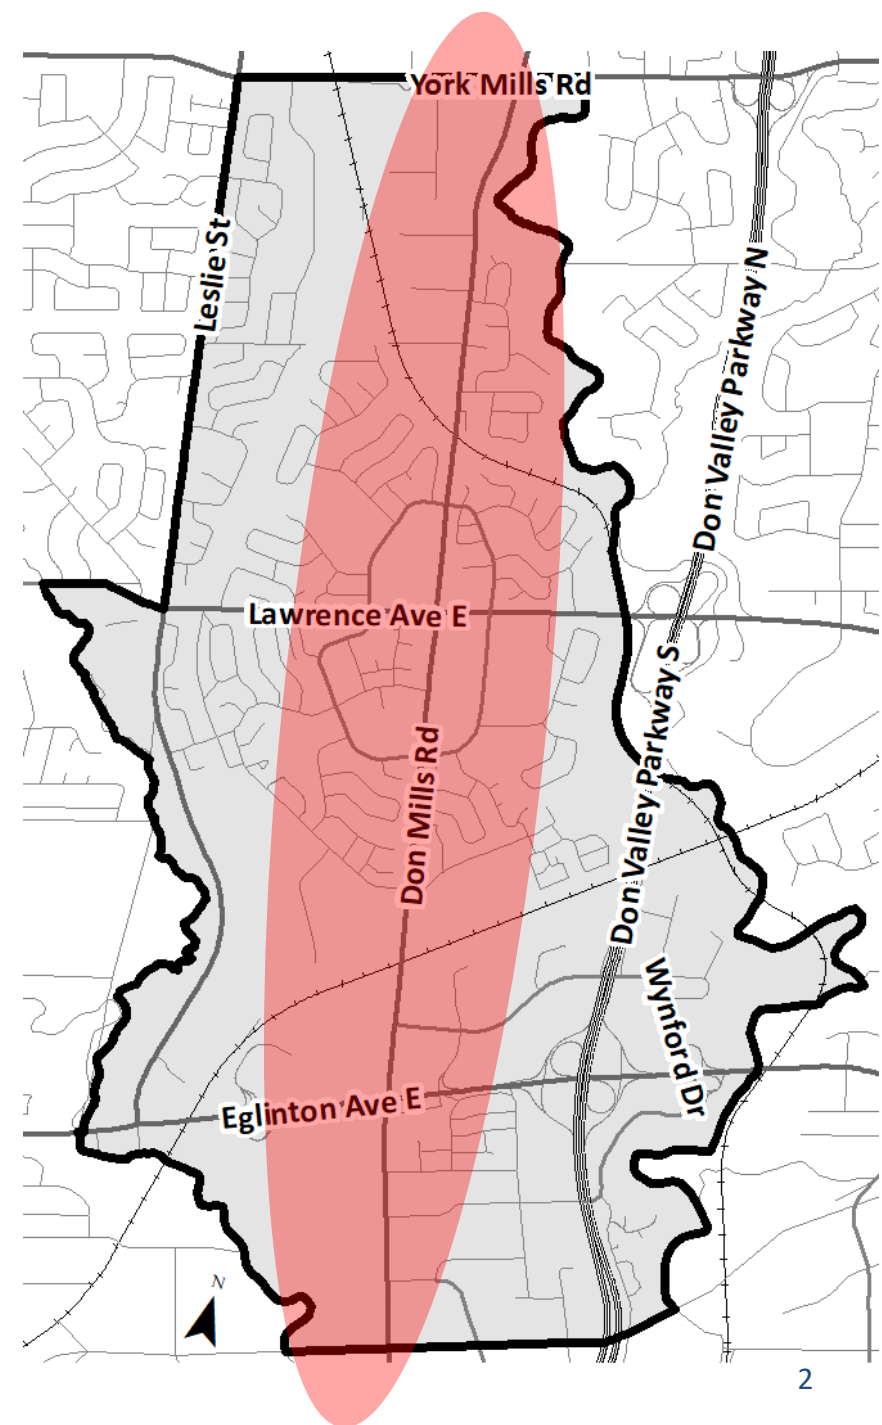 York Mills Rd
Leslie St
Don Valley Parkway N
Lawrence Ave E
Don Valley Parkway S
Don Mills Rd
Wynford Dr
Eglinton Ave E
N
2